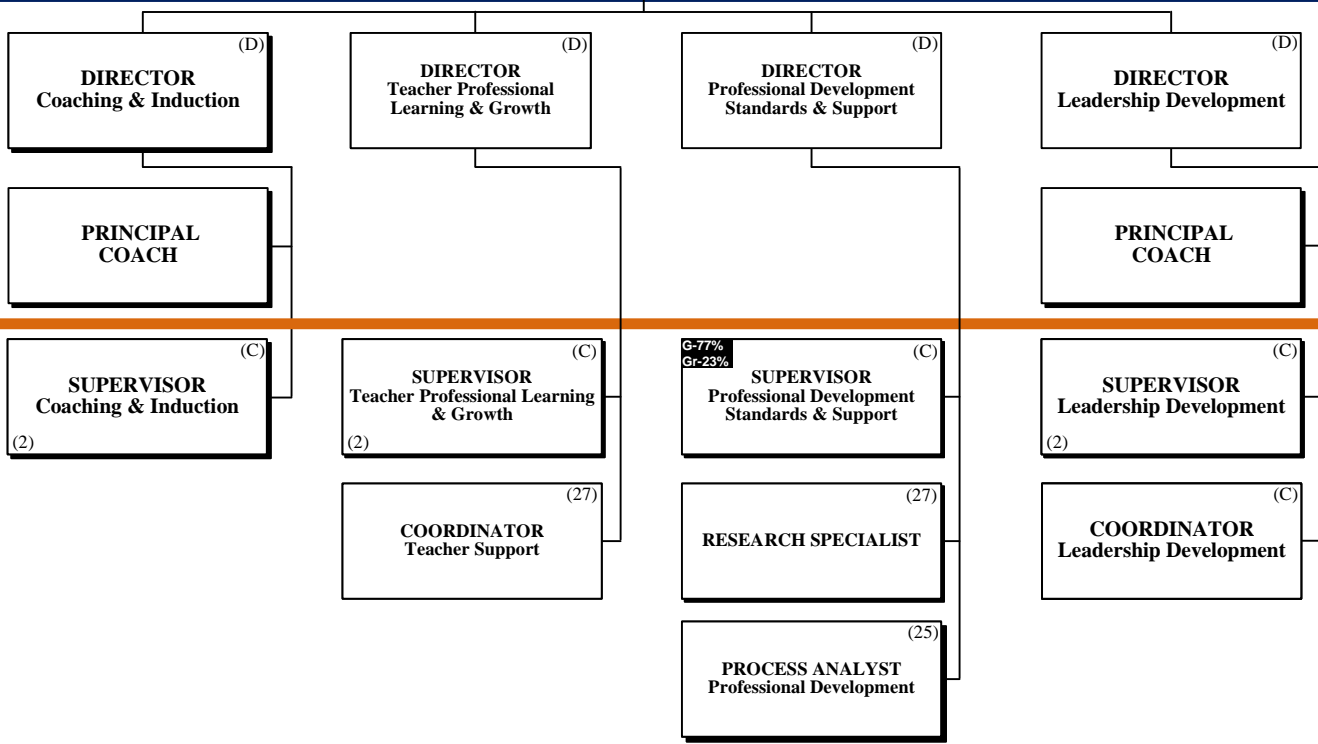 (D)
DIRECTOR
Coaching & Induction
(D)
DIRECTOR
Teacher Professional
Learning & Growth
(D)
DIRECTOR
Professional Development
Standards & Support
(D)
DIRECTOR
Leadership Development
PRINCIPAL
COACH
PRINCIPAL
COACH
(C)
SUPERVISOR
Coaching & Induction
(2)
(C)
SUPERVISOR
Teacher Professional Learning
& Growth
(2)
G-77%
Gr-23%
(C)
SUPERVISOR
Professional Development
Standards & Support
(C)
SUPERVISOR
Leadership Development
(2)
(27)
COORDINATOR
Teacher Support
(27)
RESEARCH SPECIALIST
(C)
COORDINATOR
Leadership Development
(25)
PROCESS ANALYST
Professional Development